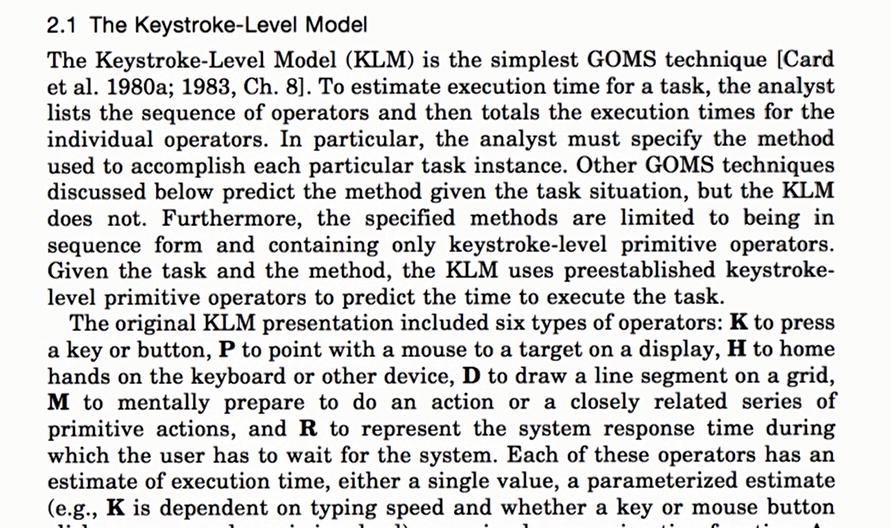 2.1 The Keystroke-Level Model
The Keystroke-Level Model (KLM) is the simplest GOMS technique [Card
et al. 1980a; 1983, Ch. 8]. To estimate execution time for a task, the analyst
lists the sequence of operators and then totals the execution times for the
individual operators. In particular, the analyst must specify the method
used to accomplish each particular task instance. Other GOMS techniques
discussed below predict the method given the task situation, but the KLM
does not. Furthermore, the specified methods are limited to being in
sequence form and containing only keystroke-level primitive operators.
Given the task and the method, the KLM uses preestablished keystroke-
level primitive operators to predict the time to execute the task.
The original KLM presentation included six types of operators: K to press
a key or button, P to point with a mouse to a target on a display, H to home
hands on the keyboard or other device, D to draw a line segment on a grid,
M to mentally prepare to do an action or a closely related series of
primitive actions, and R to represent the system response time during
which the user has to wait for the system. Each of these operators has an
estimate of execution time, either a single value, a parameterized estimate
(e.g., K is dependent on typing speed and whether a key or mouse button